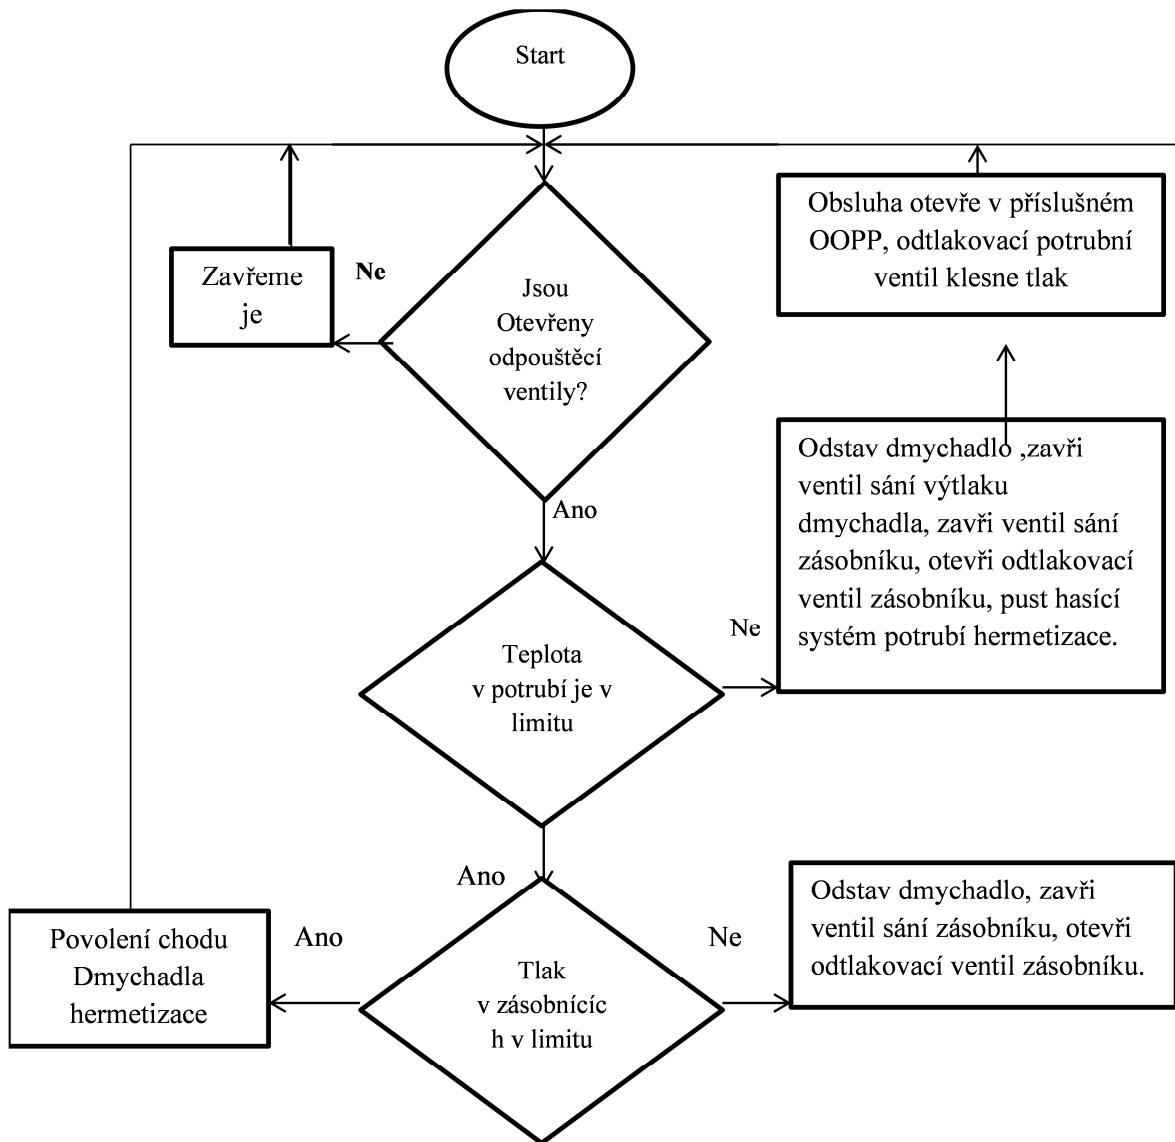 Start
Obsluha otevře v příslušném
OOPP, odtlakovací potrubní
ventil klesne tlak
Zavřeme
je
Ne
Jsou
Otevřeny
odpouštěcí
ventily?
Ano
Odstav dmychadlo ,zavři
ventil sání výtlaku
dmychadla, zavři ventil sání
zásobníku, otevři odtlakovací
ventil zásobníku, pust hasící
systém potrubí hermetizace.
Ne
Teplota
v potrubí je v
limitu
Ano
Odstav dmychadlo, zavři
ventil sání zásobníku, otevři
odtlakovací ventil zásobníku.
Povolení chodu
Dmychadla
hermetizace
Ano
Ne
Tlak
v zásobnícíc
h v limitu